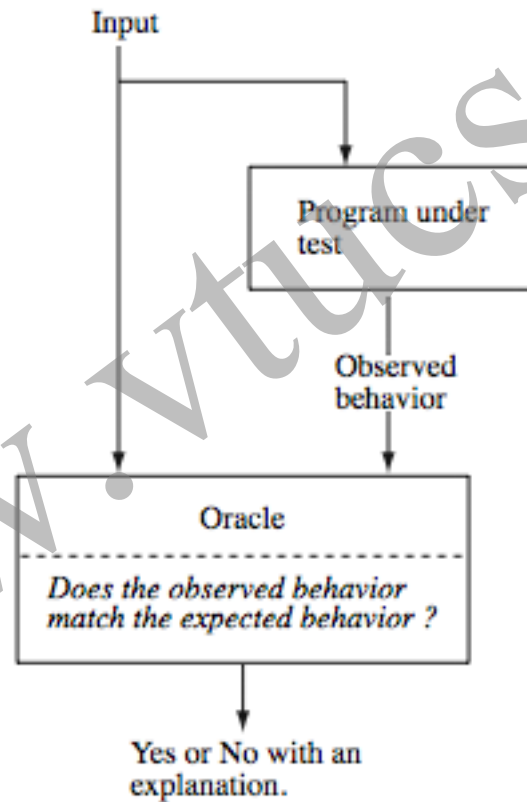 Input
Program under
test
Observed
behavior
Oracle
Does the observed behavior
match the expected behavior ?
Yes or No with an
explanation.
w.vtucs